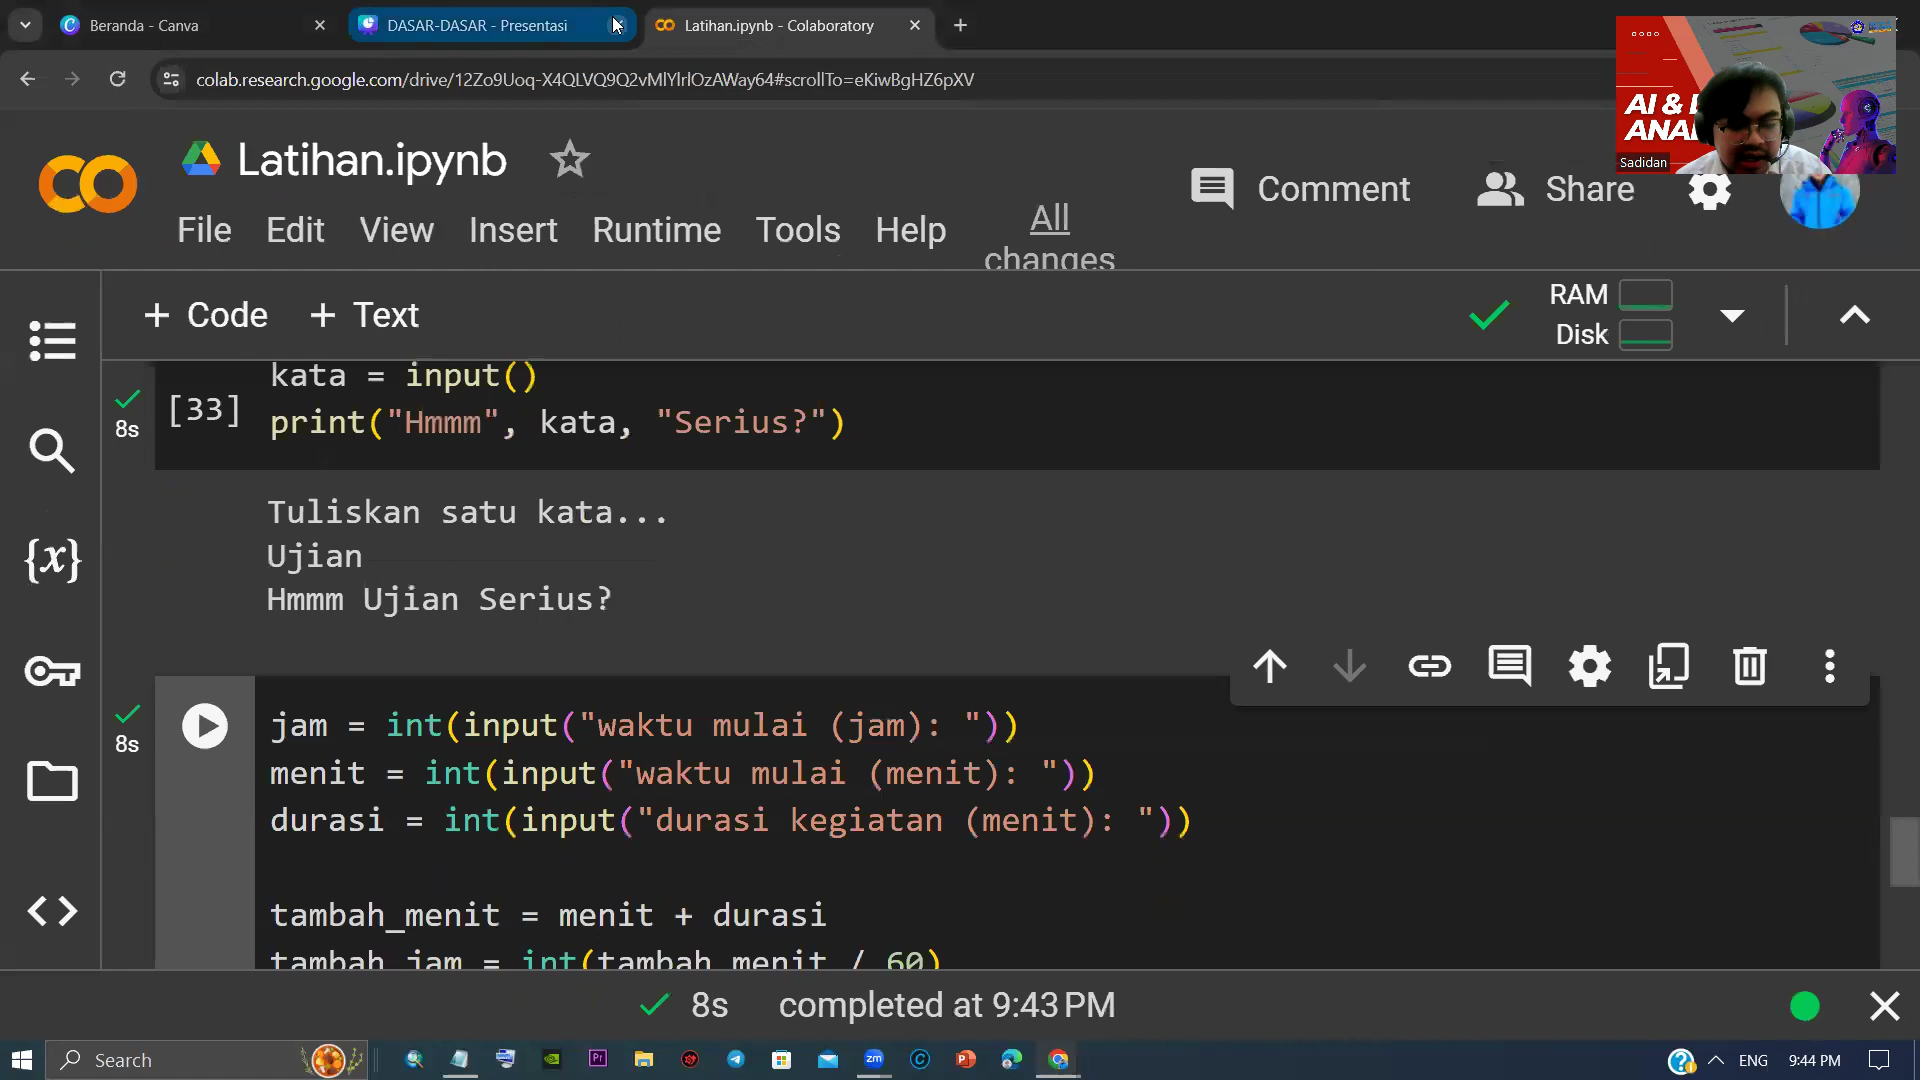 Beranda - Canva
DASAR-DASAR - Presentasi
Latihan.ipynb - Colaboratory
colab.research.google.com/drive/12Zo9Uoq-X4QLVQ9Q2vMlYlrlOzAWay64#scrollTo=eKiwBgHZ6pXV
AI &
ANA
Sadidan
Latihan.ipynb
Comment
Share
File Edit View Insert Runtime Tools Help
All
changes
+ Code + Text
RAM
Disk
kata = input()
[33]
8s
print("Hmmm", kata, "Serius?")
Tuliskan satu kata...
Ujian
Hmmm Ujian Serius?
8s
jam = int(input("waktu mulai (jam): "))
menit = int(input("waktu mulai (menit): "))
durasi = int(input("durasi kegiatan (menit): "))
tambah_menit = menit + durasi
tambah_jam = int(tambah_menit / 60)
8s completed at 9:43 PM
Search
ENG
9:44 PM